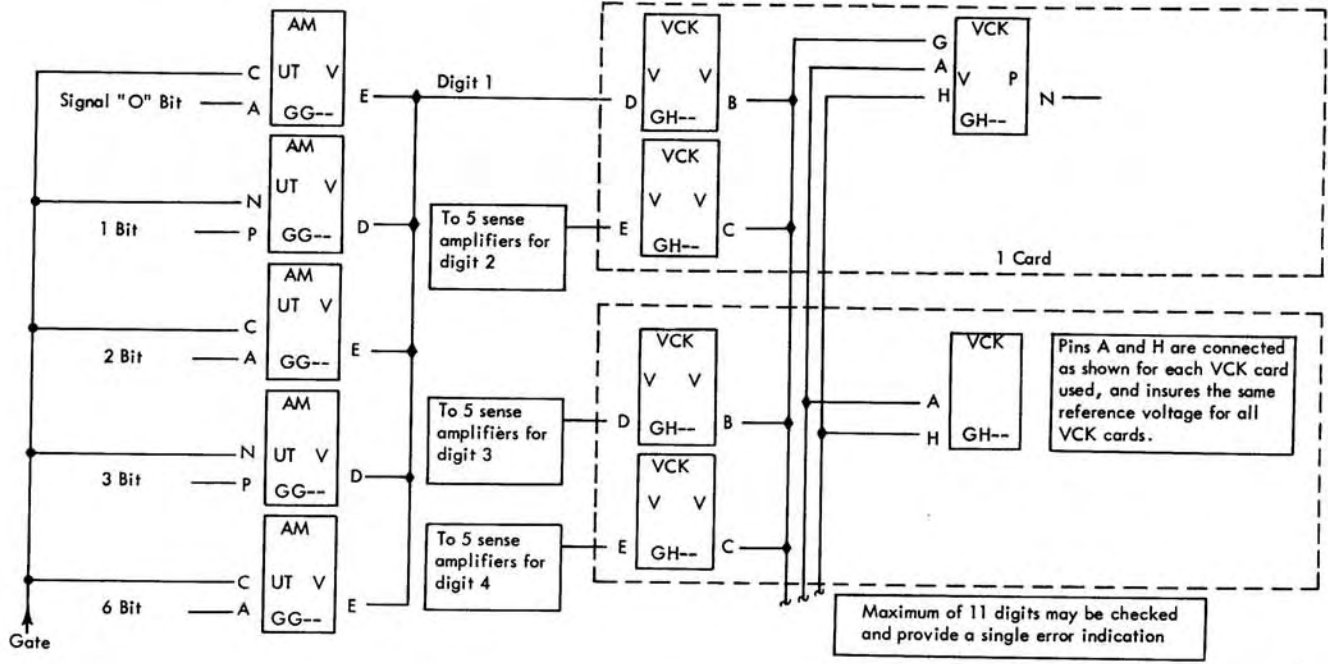 AM
C
UT V
Signal "O" Bit
A
E
GG--
AM
N
UT V
1 Bit
P
D
GG--
AM
C
UT V
2 Bit
A
E
GG--
AM
N
UT V
3 Bit
P
D
GG--
AM
C
UT V
6 Bit
A
E
GG--
Gate
Digit 1
VCK
V V
D
B
GH--
VCK
V V
E
C
GH--
To 5 sense
amplifiers for
digit 2
VCK
G
A
V P
H
N
GH--
1 Card
To 5 sense
amplifiers for
digit 3
VCK
V V
D
B
GH--
To 5 sense
amplifiers for
digit 4
VCK
V V
E
C
GH--
VCK
A
H
GH--
Pins A and H are connected
as shown for each VCK card
used, and insures the same
reference voltage for all
VCK cards.
Maximum of 11 digits may be checked
and provide a single error indication